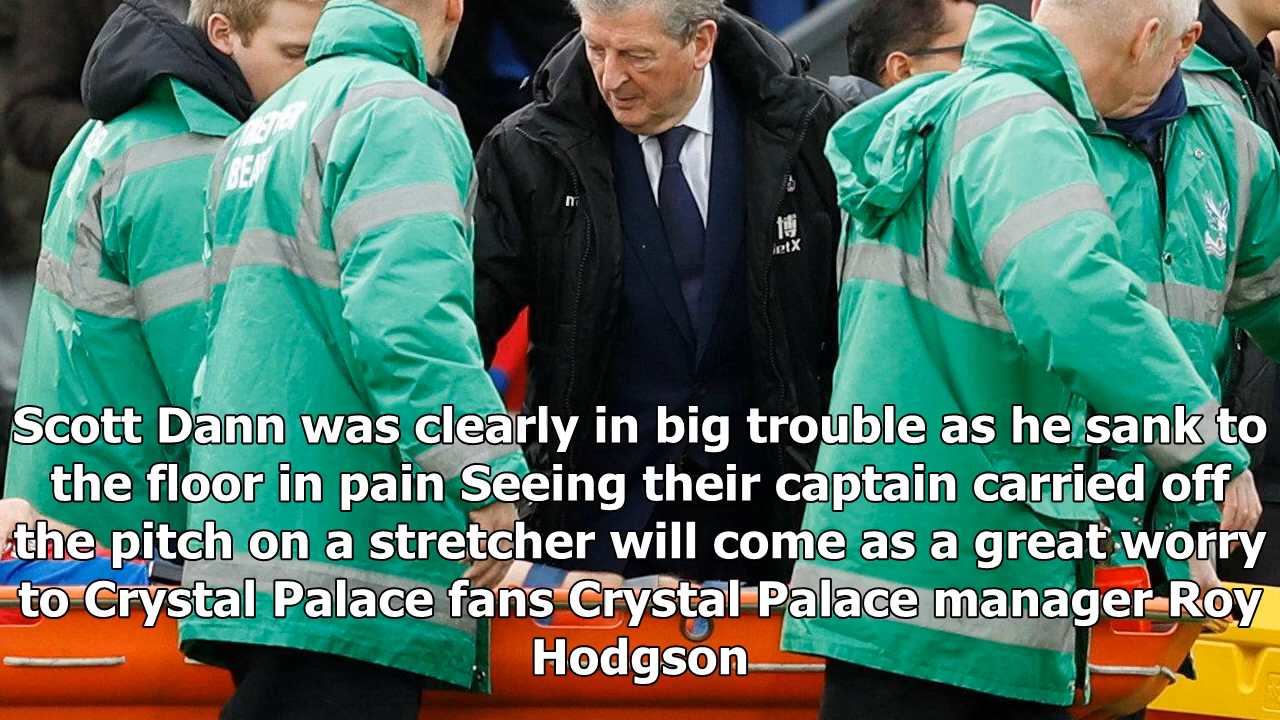 BEA
etX
Scott Dann was clearly in big trouble as he sank to
the floor in pain Seeing their captain carried off
the pitch on a stretcher will come as a great worry
to Crystal Palace fans Crystal Palace manager Roy
Hodgson